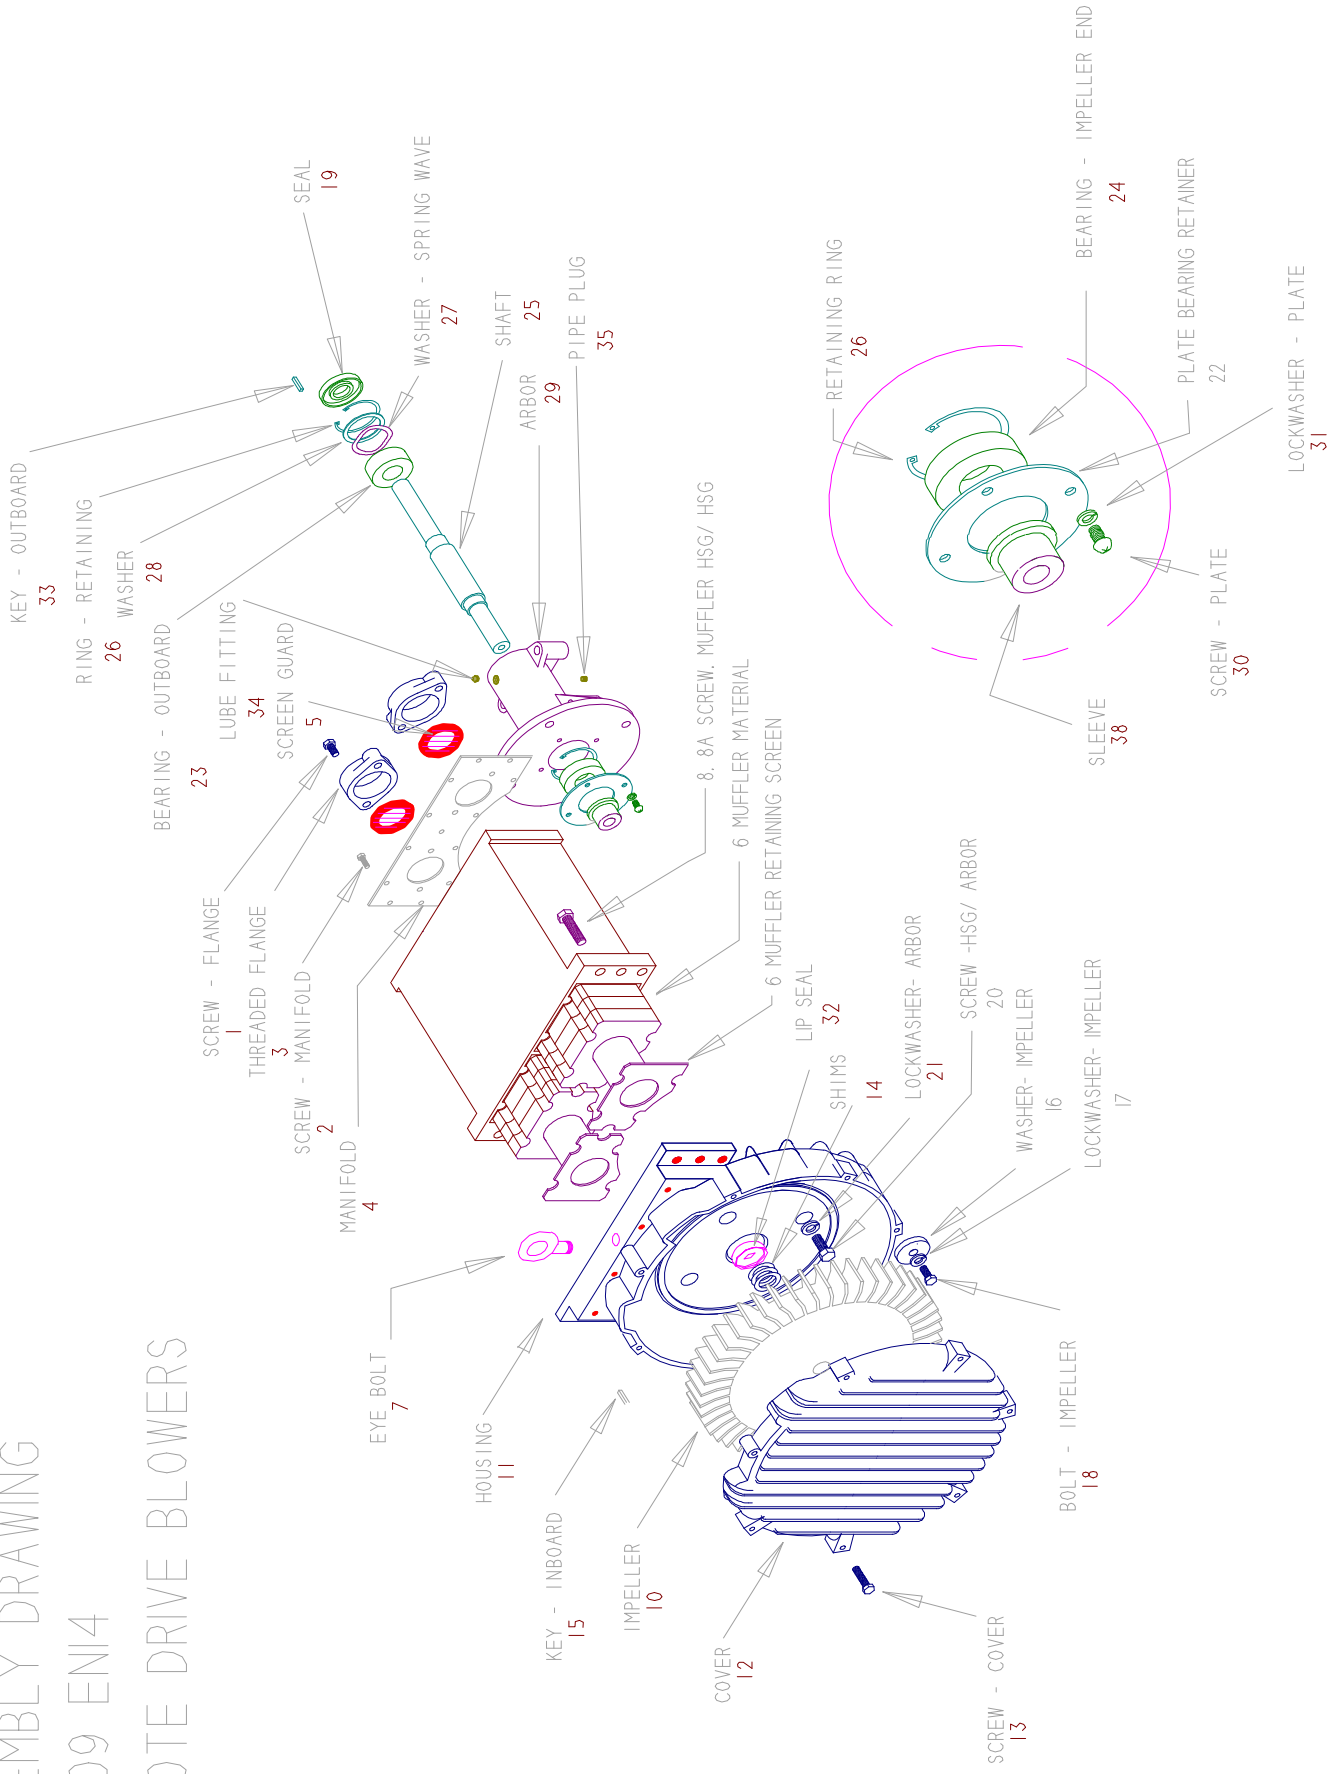 EMBLY DRAWING
09 EN14
OTE DRIVE BLOWERS
KEY - OUTBOARD
33
RING - RETAINING
26
WASHER
28
BEARING - OUTBOARD
23
LUBE FITTING
34
SCREEN GUARD
5
SCREW - FLANGE
1
THREADED FLANGE
3
SCREW - MANIFOLD
2
MANIFOLD
4
EYE BOLT
7
HOUSING
11
KEY - INBOARD
15
IMPELLER
10
COVER
12
SCREW - COVER
13
SEAL
19
WASHER - SPRING WAVE
27
SHAFT
25
ARBOR
29
PIPE PLUG
35
8, 8A SCREW, MUFFLER HSG/ HSG
6 MUFFLER MATERIAL
6 MUFFLER RETAINING SCREEN
LIP SEAL
32
SHIMS
14
LOCKWASHER- ARBOR
21
SCREW -HSG/ ARBOR
20
WASHER- IMPELLER
16
LOCKWASHER- IMPELLER
17
BOLT - IMPELLER
18
RETAINING RING
26
BEARING - IMPELLER END
24
PLATE BEARING RETAINER
22
LOCKWASHER - PLATE
31
SCREW - PLATE
30
SLEEVE
38